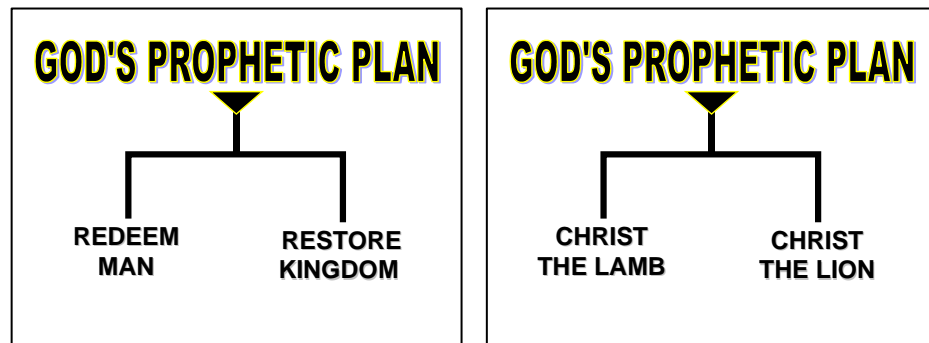 GOD'S PROPHETIC PLAN
REDEEM
MAN
RESTORE
KINGDOM
GOD'S PROPHETIC PLAN
CHRIST
THE LAMB
CHRIST
THE LION